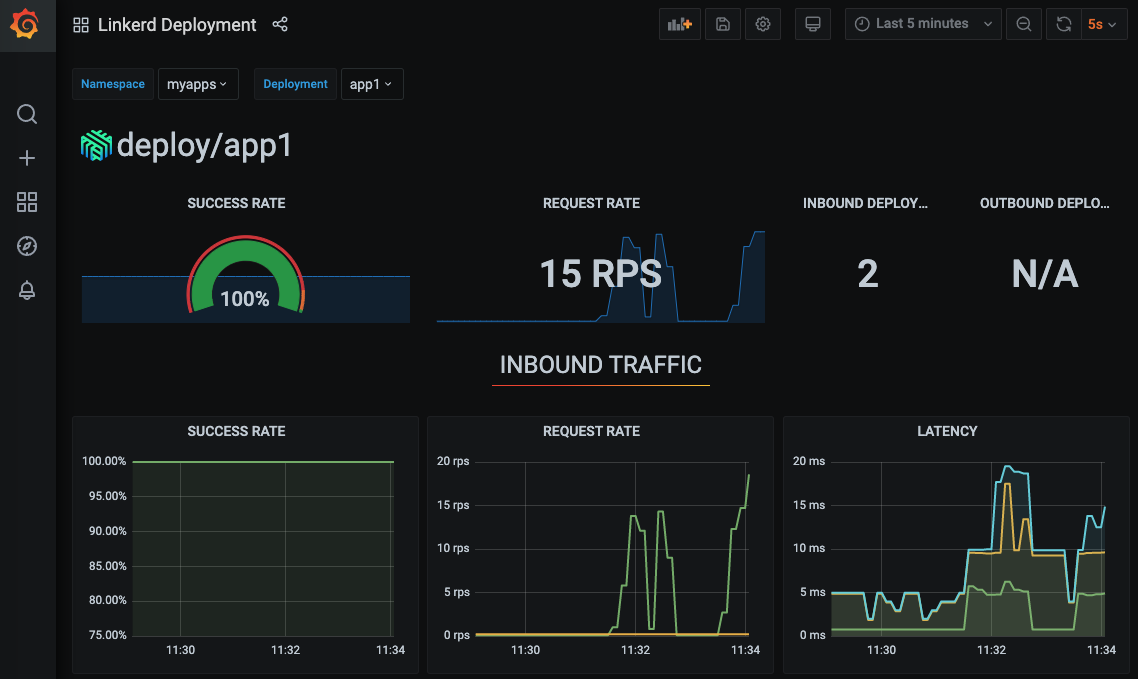 Linkerd Deployment
Last 5 minutes
5s
Namespace myapps Deployment app1
deploy/app1
SUCCESS RATE
100%
REQUEST RATE
15 RPS
INBOUND DEPLOY...
2
OUTBOUND DEPLO...
N/A
INBOUND TRAFFIC
SUCCESS RATE
100.00%
95.00%
90.00%
85.00%
80.00%
75.00%
11:30 11:32 11:34
REQUEST RATE
20 rps
15 rps
10 rps
5 rps
0 rps
11:30 11:32 11:34
LATENCY
20 ms
15 ms
10 ms
5 ms
0 ms
11:30 11:32 11:34